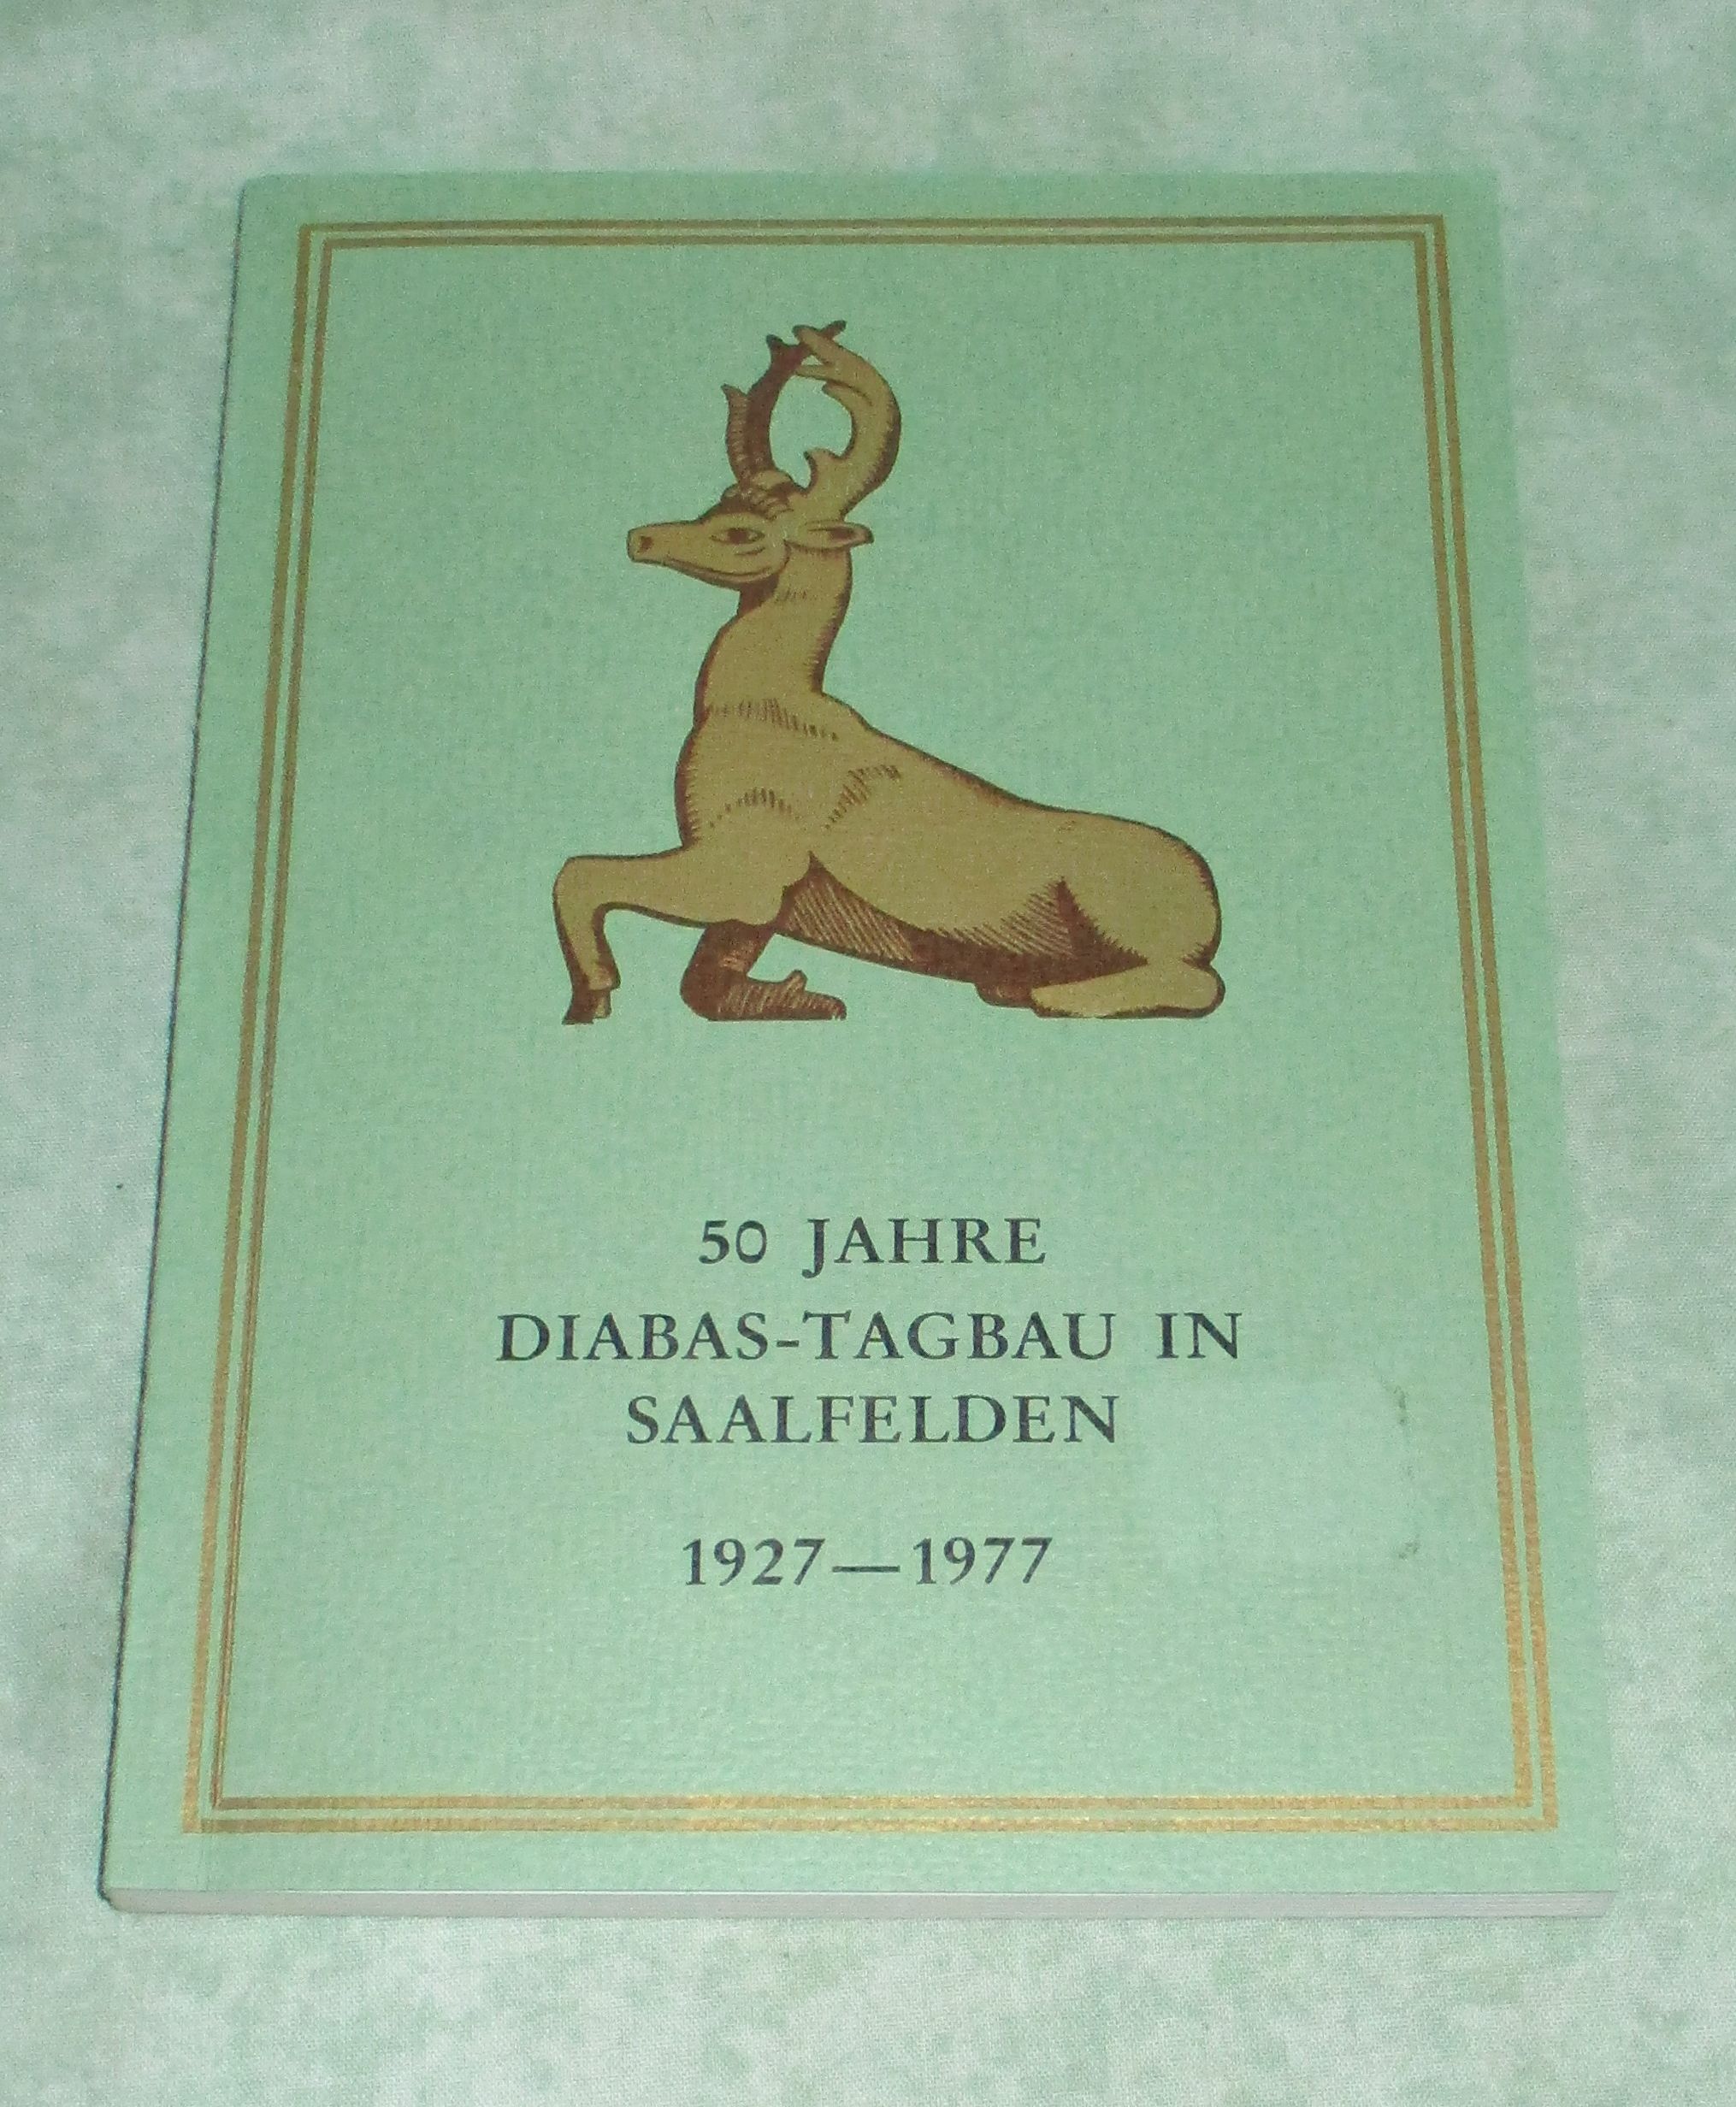 50 JAHRE
DIABAS-TAGBAU IN
SAALFELDEN
1927—1977